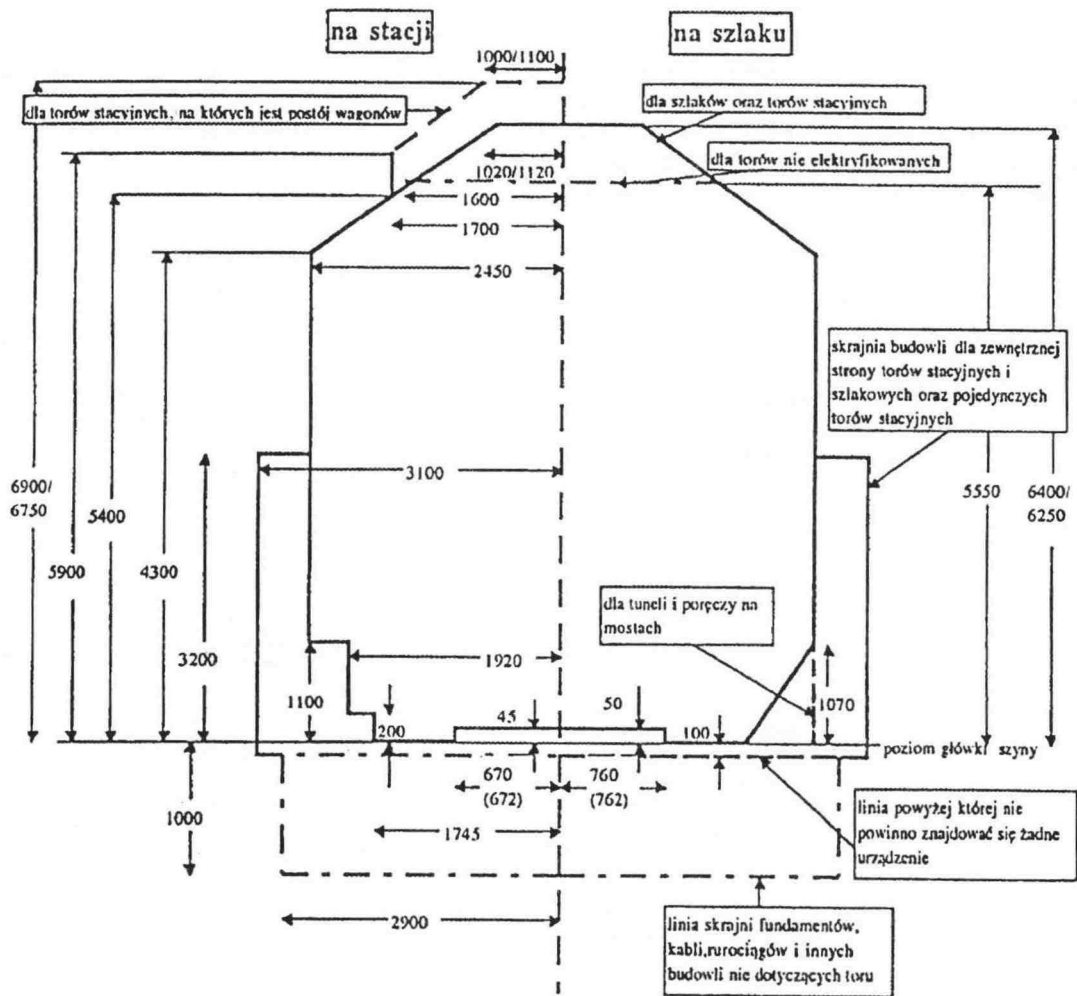 na stacji
na szlaku
1000/1100
dla torów stacyjnych, na których jest postój wagonów
dla szlaków oraz torów stacyjnych
dla torów nie elektryfikowanych
1020/1120
1600
1700
2450
skrajnia budowli dla zewnętrznej
strony torów stacyjnych i
szlakowych oraz pojedynczych
torów stacyjnych
3100
6900/
6750
5400
5550
6400/
6250
5900
4300
dla tuneli i poręczy na
mostach
3200
1920
1100
200
45
50
100
1070
poziom główki szyny
670
(672)
760
(762)
1000
1745
linia powyżej której nie
powinno znajdować się żadne
urządzenie
2900
linia skrajni fundamentów,
kabli,rurociągów i innych
budowli nie dotyczących toru